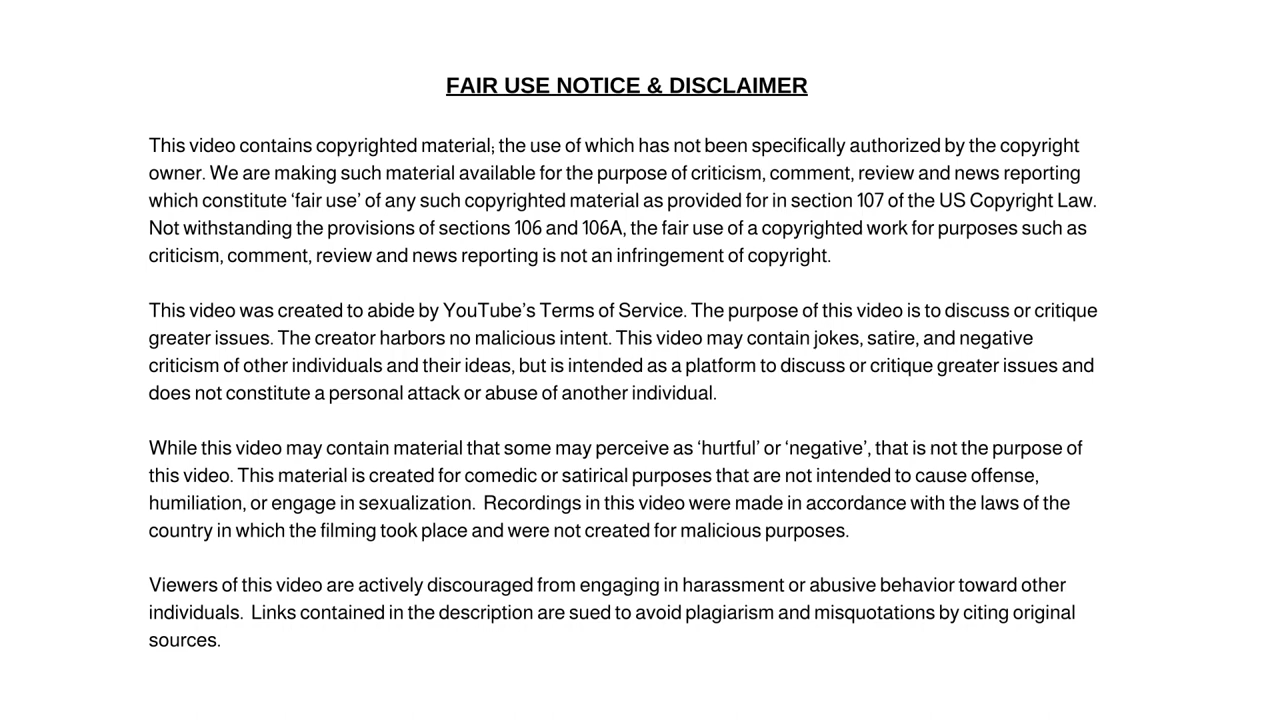 FAIR USE NOTICE & DISCLAIMER
This video contains copyrighted material; the use of which has not been specifically authorized by the copyright
owner. We are making such material available for the purpose of criticism, comment, review and news reporting
which constitute ‘fair use’ of any such copyrighted material as provided for in section 107 of the US Copyright Law.
Not withstanding the provisions of sections 106 and 106A, the fair use of a copyrighted work for purposes such as
criticism, comment, review and news reporting is not an infringement of copyright.
This video was created to abide by YouTube’s Terms of Service. The purpose of this video is to discuss or critique
greater issues. The creator harbors no malicious intent. This video may contain jokes, satire, and negative
criticism of other individuals and their ideas, but is intended as a platform to discuss or critique greater issues and
does not constitute a personal attack or abuse of another individual.
While this video may contain material that some may perceive as ‘hurtful’ or ‘negative’, that is not the purpose of
this video. This material is created for comedic or satirical purposes that are not intended to cause offense,
humiliation, or engage in sexualization.  Recordings in this video were made in accordance with the laws of the
country in which the filming took place and were not created for malicious purposes.
Viewers of this video are actively discouraged from engaging in harassment or abusive behavior toward other
individuals.  Links contained in the description are sued to avoid plagiarism and misquotations by citing original
sources.